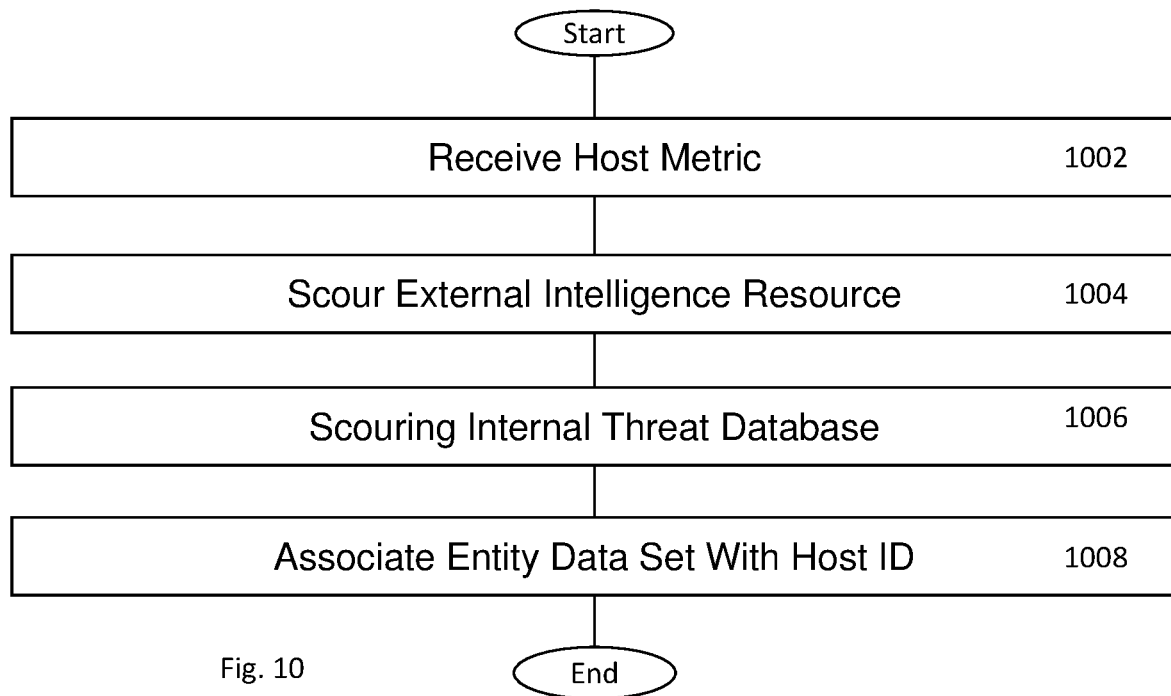 Start
Receive Host Metric 1002
Scour External Intelligence Resource 1004
Scouring Internal Threat Database 1006
Associate Entity Data Set With Host ID 1008
Fig. 10
End